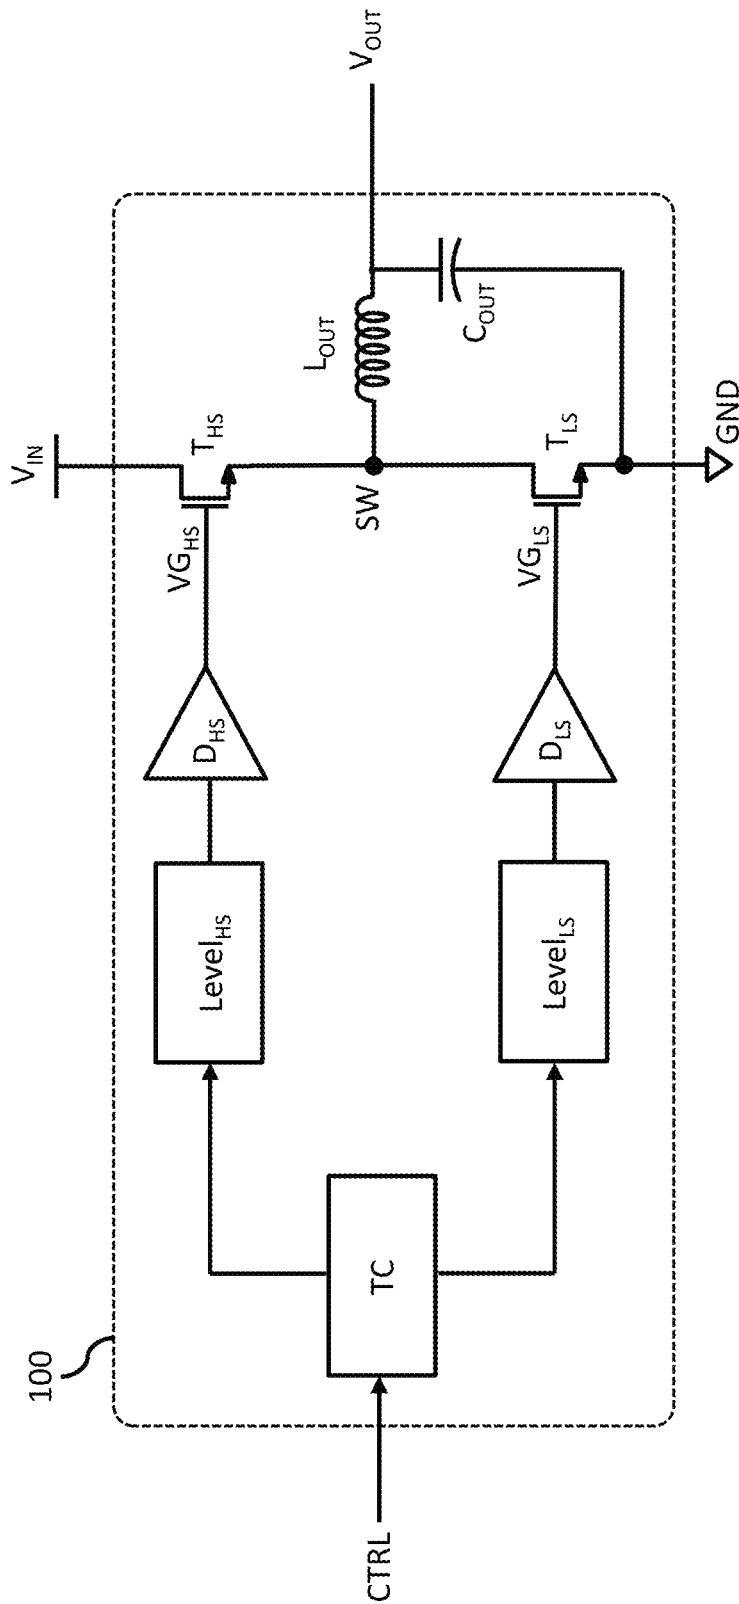 100
V_IN
V_OUT
T_HS
L_OUT
VG_HS
D_HS
Level_HS
SW
C_OUT
CTRL
TC
Level_LS
D_LS
VG_LS
T_LS
GND